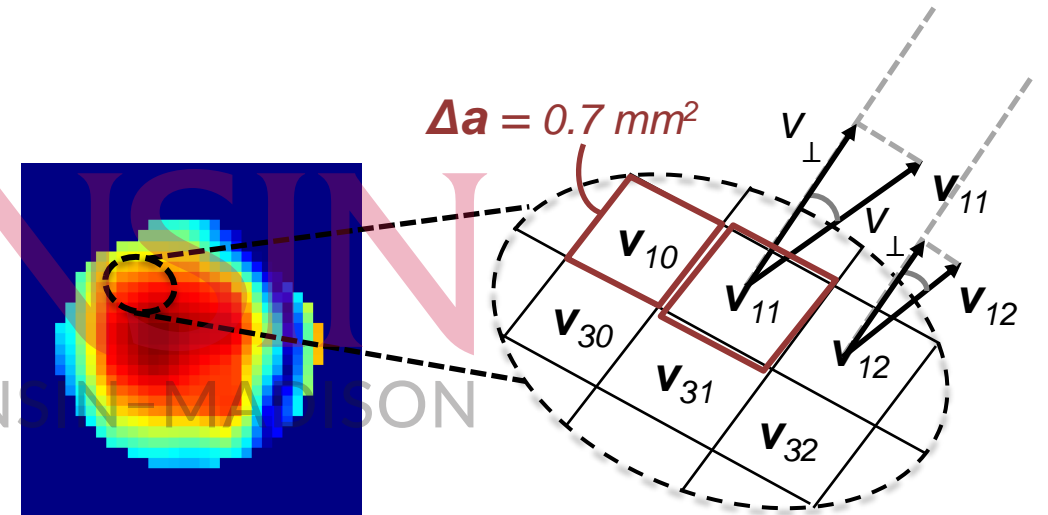 Δa = 0.7 mm²
V⊥
v11
V⊥
v12
v10
v11
v12
v30
v31
v32
NSIN
NSIN–MADISON